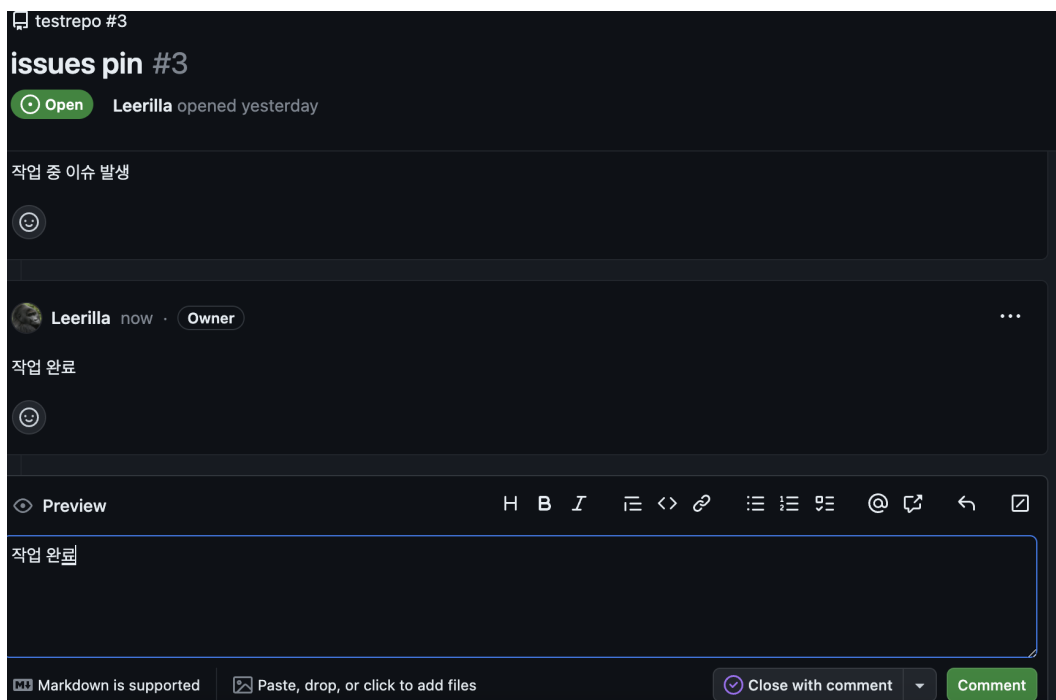 testrepo #3
issues pin #3
Open Leerilla opened yesterday
작업 중 이슈 발생
Leerilla now · Owner
작업 완료
Preview
작업 완료
Markdown is supported Paste, drop, or click to add files Close with comment Comment